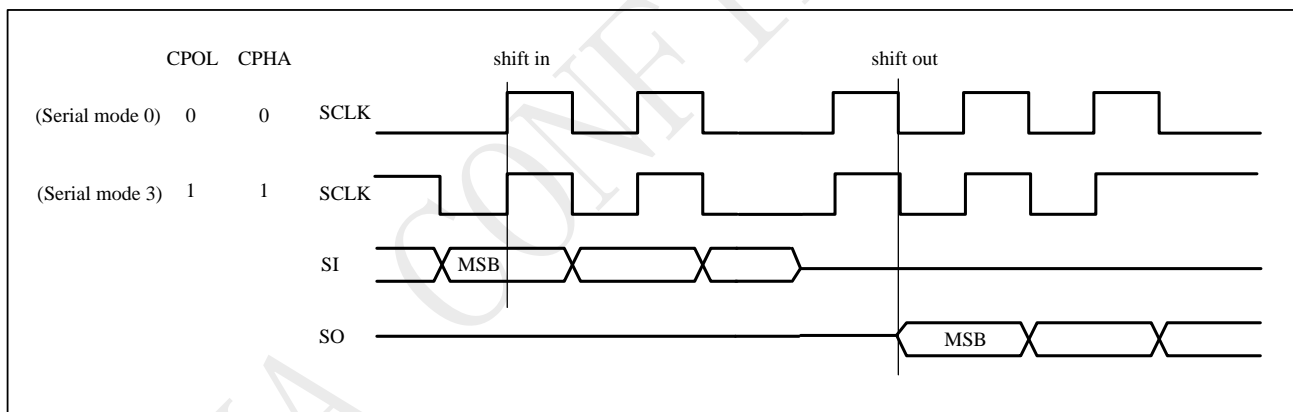 CPOL CPHA shift in shift out
(Serial mode 0) 0 0 SCLK
(Serial mode 3) 1 1 SCLK
SI MSB
SO MSB